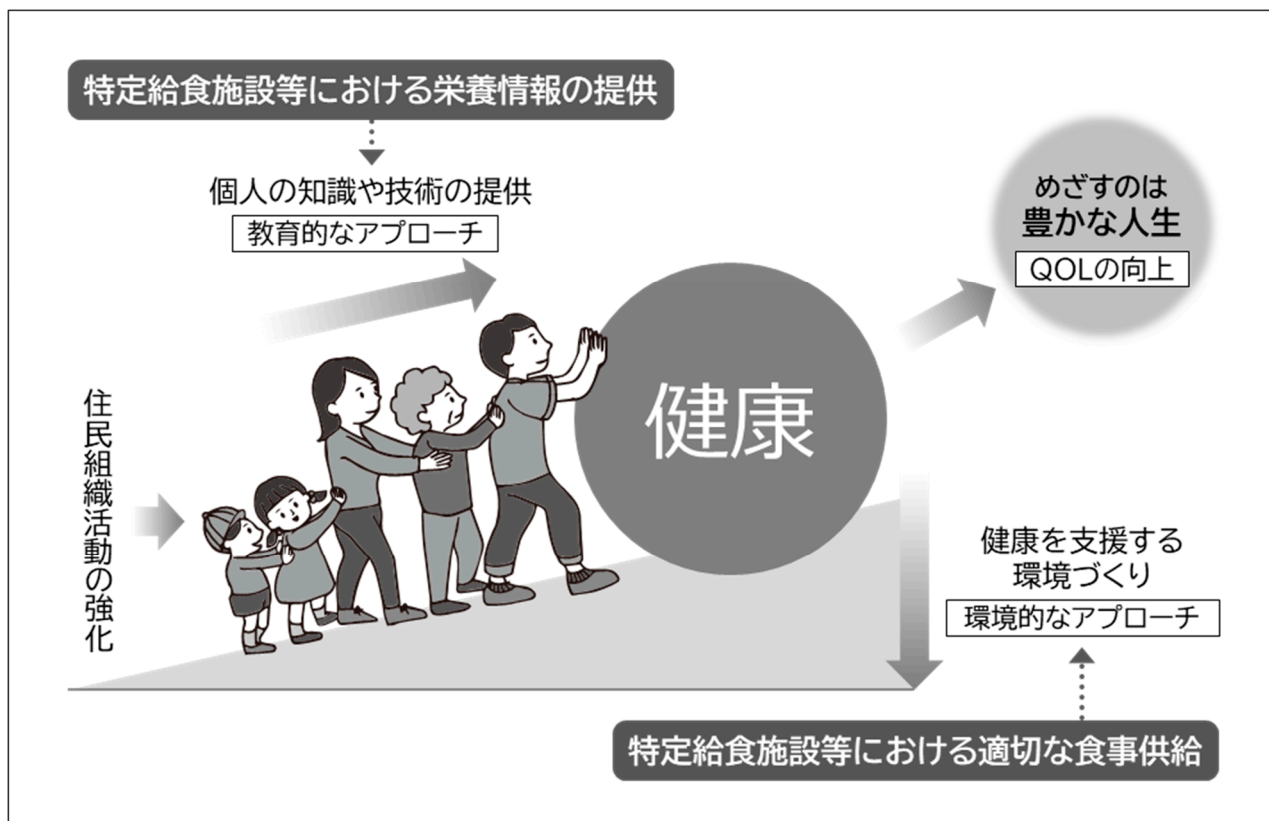 特定給食施設等における栄養情報の提供
個人の知識や技術の提供
教育的なアプローチ
めざすのは
豊かな人生
QOLの向上
健康
住民組織活動の強化
健康を支援する
環境づくり
環境的なアプローチ
特定給食施設等における適切な食事供給